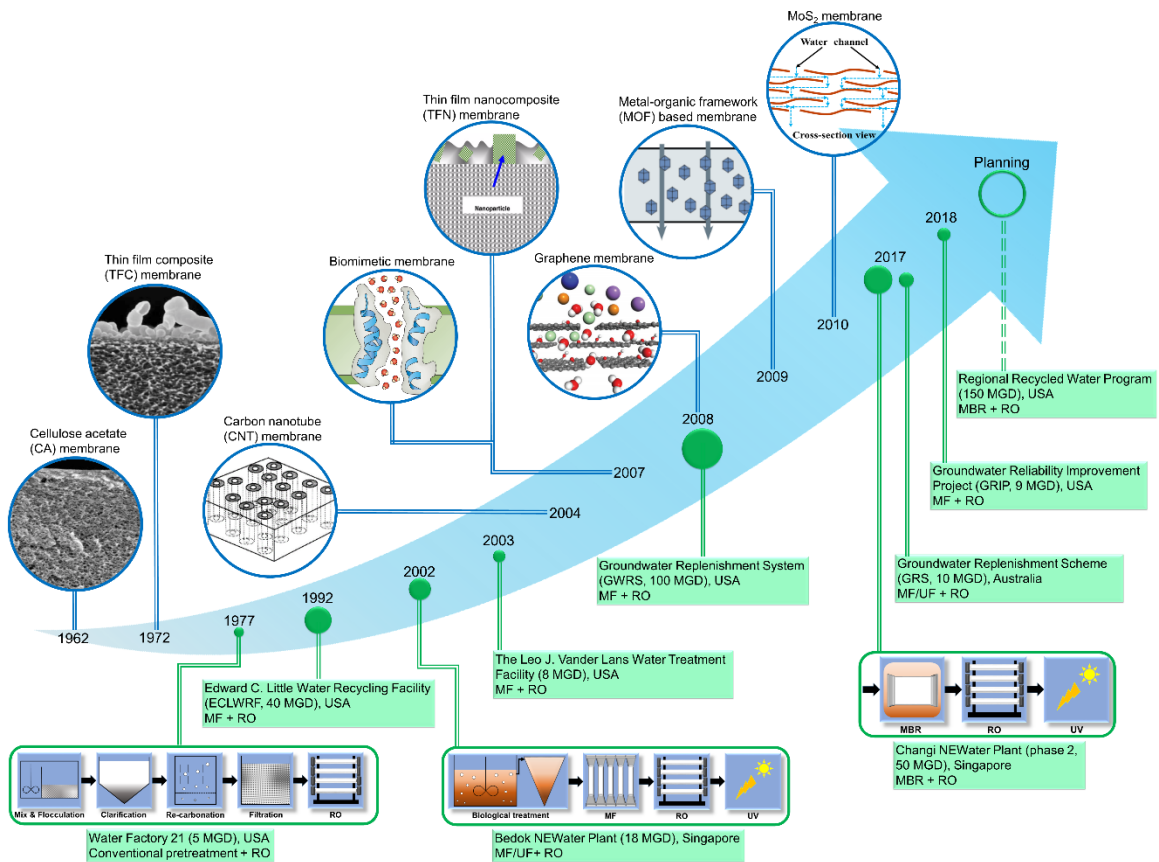 MoS₂ membrane
Water channel
Cross-section view
Thin film nanocomposite
(TFN) membrane
Nanoparticle
Metal-organic framework
(MOF) based membrane
Planning
Thin film composite
(TFC) membrane
Biomimetic membrane
Graphene membrane
2018
2017
2010
2009
Cellulose acetate
(CA) membrane
Carbon nanotube
(CNT) membrane
2008
2007
2004
2003
2002
1992
1977
1972
1962
Regional Recycled Water Program
(150 MGD), USA
MBR + RO
Groundwater Reliability Improvement
Project (GRIP, 9 MGD), USA
MF + RO
Groundwater Replenishment System
(GWRS, 100 MGD), USA
MF + RO
Groundwater Replenishment Scheme
(GRS, 10 MGD), Australia
MF/UF + RO
The Leo J. Vander Lans Water Treatment
Facility (8 MGD), USA
MF + RO
Edward C. Little Water Recycling Facility
(ECLWRF, 40 MGD), USA
MF + RO
MBR
RO
UV
Changi NEWater Plant (phase 2,
50 MGD), Singapore
MBR + RO
Mix & Flocculation
Clarification
Re-carbonation
Filtration
RO
Water Factory 21 (5 MGD), USA
Conventional pretreatment + RO
Biological treatment
MF
RO
UV
Bedok NEWater Plant (18 MGD), Singapore
MF/UF+ RO